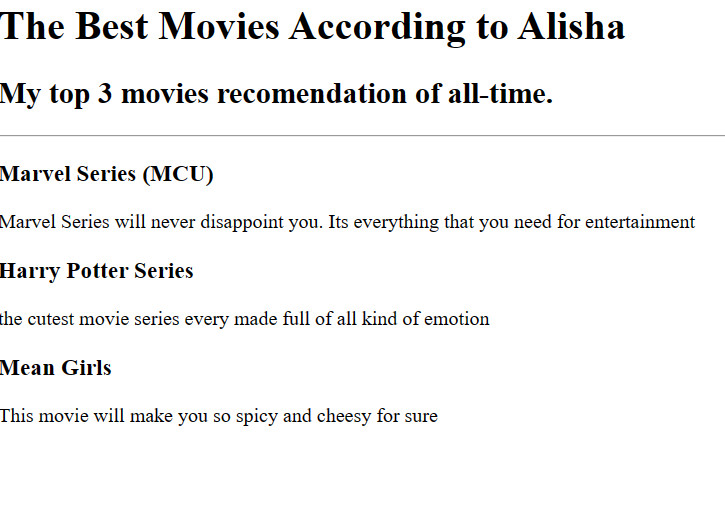 The Best Movies According to Alisha
My top 3 movies recomendation of all-time.
Marvel Series (MCU)
Marvel Series will never disappoint you. Its everything that you need for entertainment
Harry Potter Series
the cutest movie series every made full of all kind of emotion
Mean Girls
This movie will make you so spicy and cheesy for sure